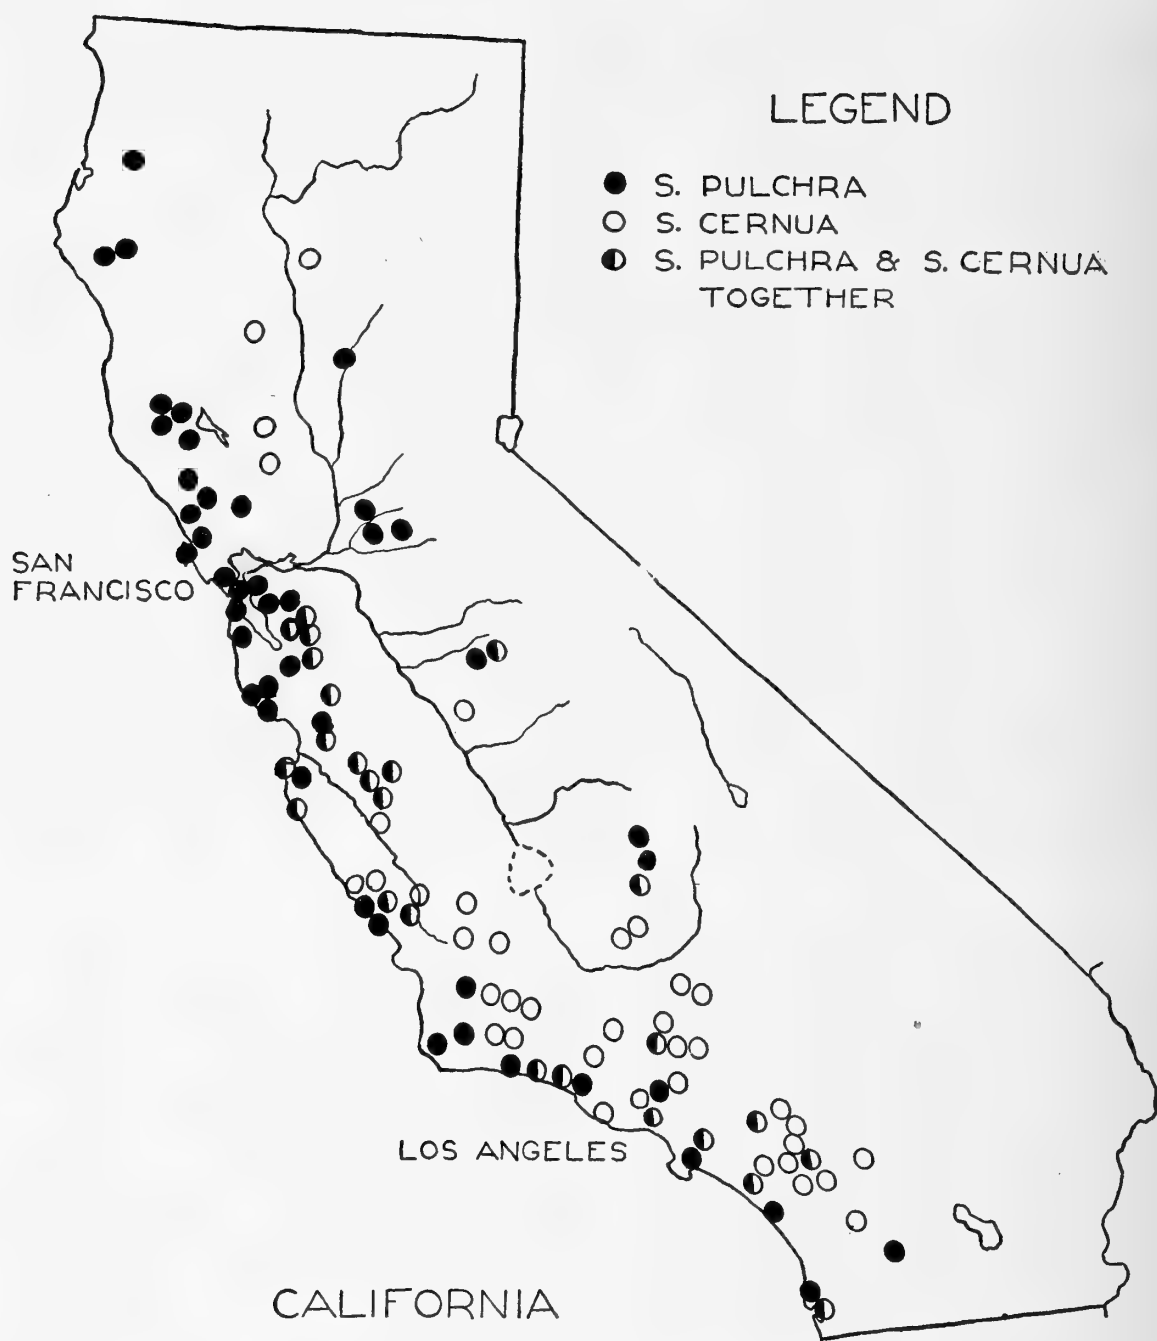 LEGEND
S. PULCHRA
S. CERNUA
S. PULCHRA & S. CERNUA
TOGETHER
SAN
FRANCISCO
LOS ANGELES
CALIFORNIA